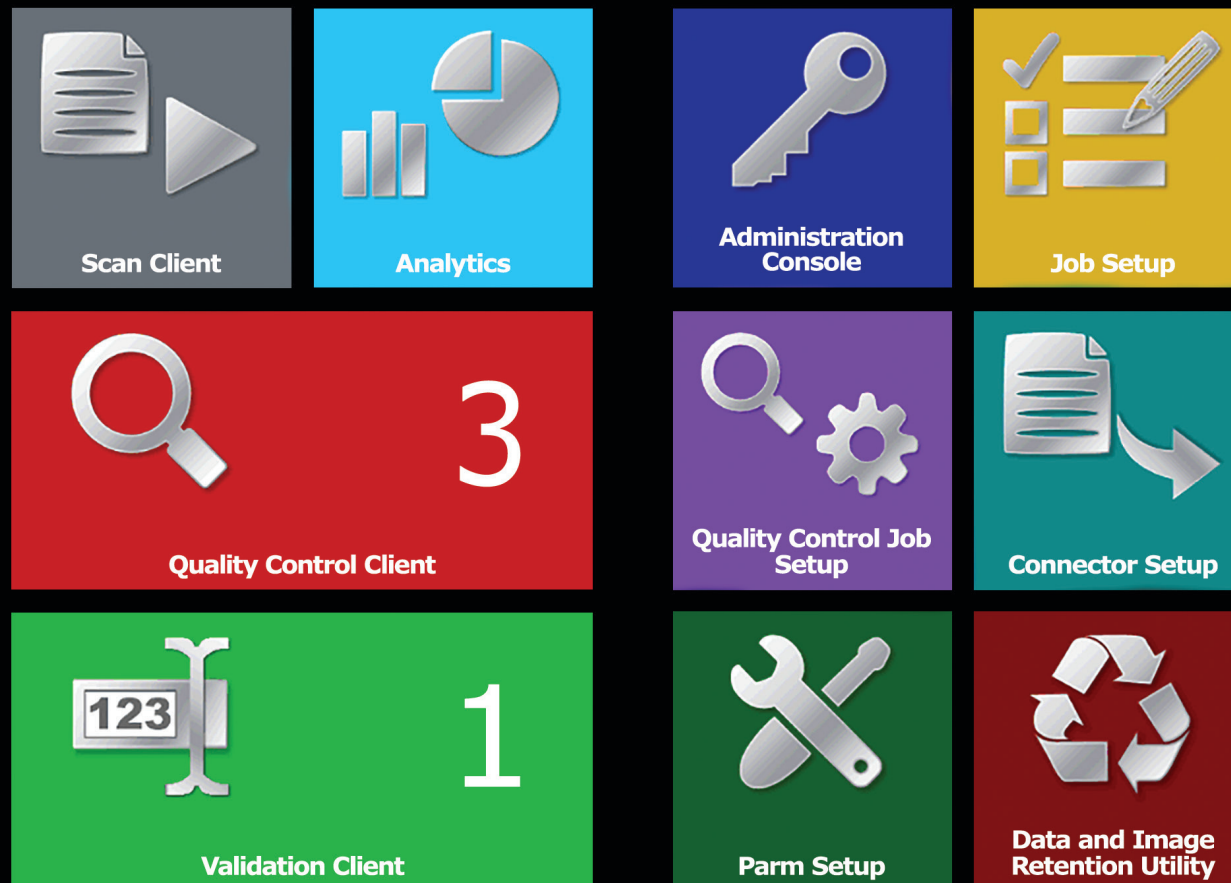 Scan Client
Analytics
Administration
Console
Job Setup
3
Quality Control Client
Quality Control Job
Setup
Connector Setup
123
1
Validation Client
Parm Setup
Data and Image
Retention Utility